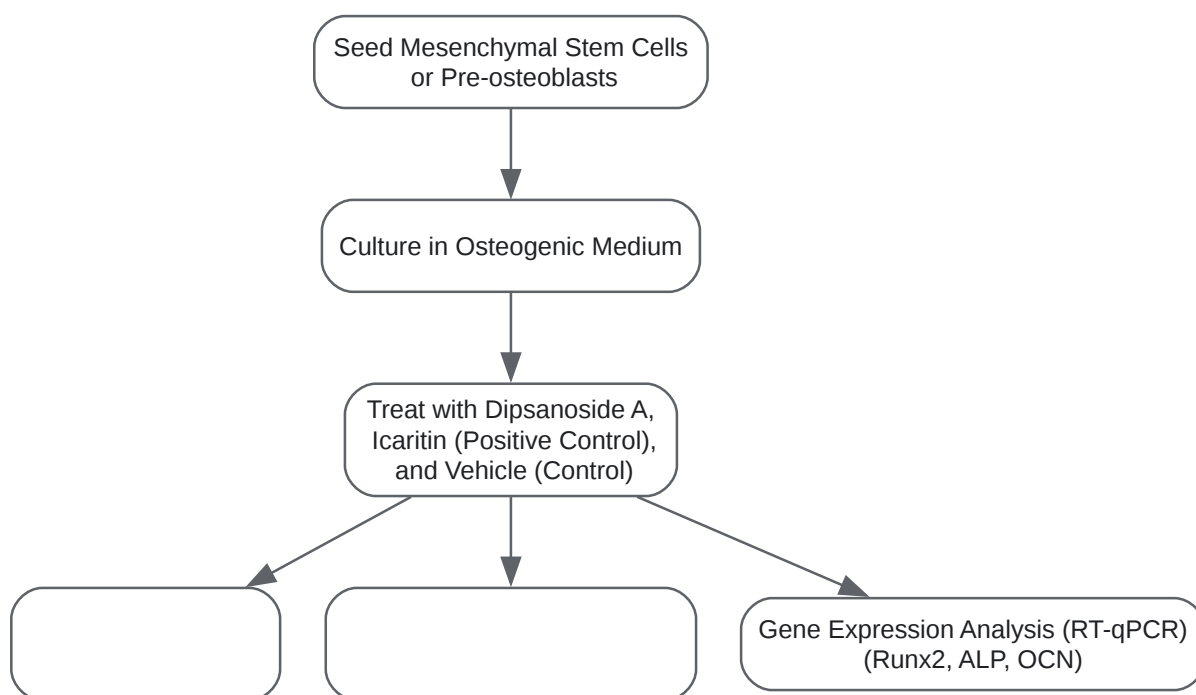 Seed Mesenchymal Stem Cells
or Pre-osteoblasts
Culture in Osteogenic Medium
Treat with Dipsanoside A,
Icaritin (Positive Control),
and Vehicle (Control)
Gene Expression Analysis (RT-qPCR)
(Runx2, ALP, OCN)